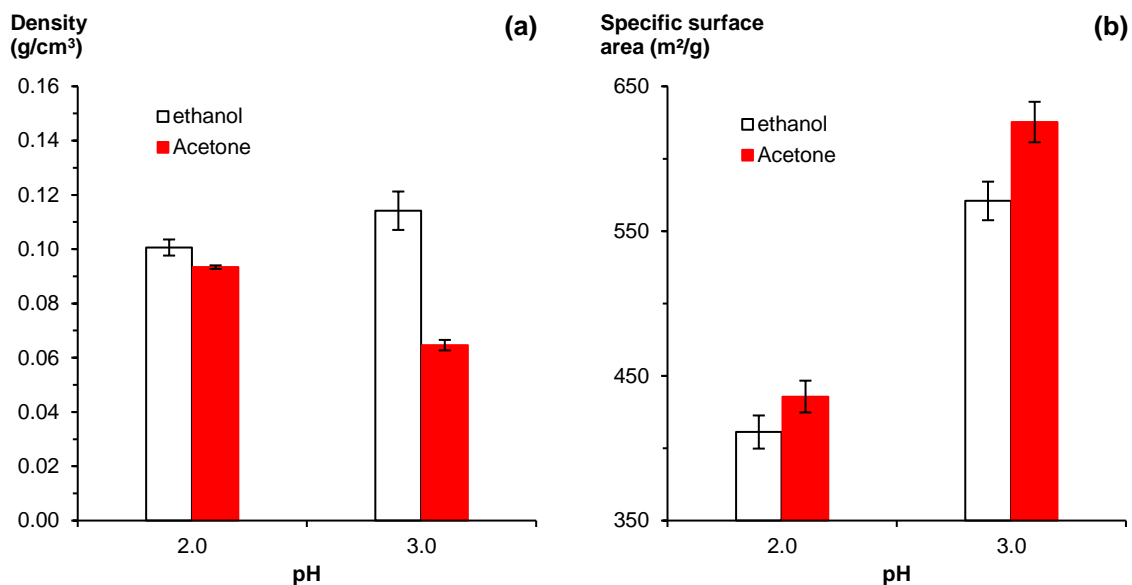 Density
(g/cm³)
(a)
0.16
0.14
0.12
0.10
0.08
0.06
0.04
0.02
0.00
ethanol
Acetone
2.0
3.0
pH
Specific surface
area (m²/g)
(b)
650
550
450
350
ethanol
Acetone
2.0
3.0
pH